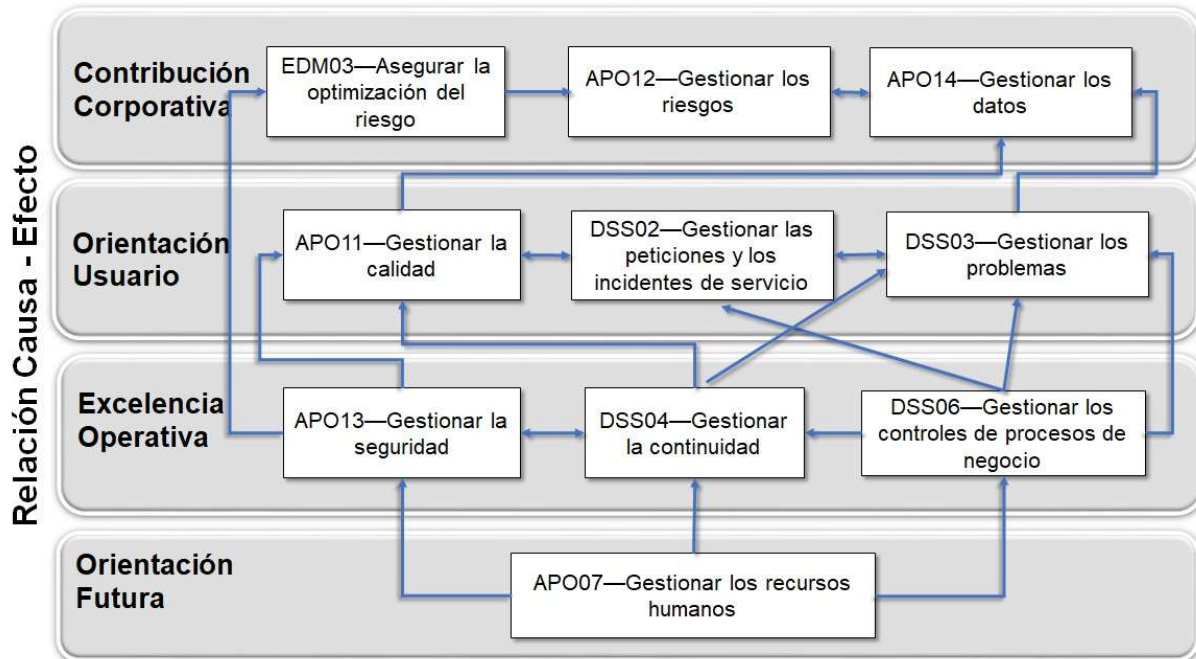 Relación Causa - Efecto
Contribución
Corporativa
EDM03—Asegurar la
optimización del
riesgo
APO12—Gestionar los
riesgos
APO14—Gestionar los
datos
Orientación
Usuario
APO11—Gestionar la
calidad
DSS02—Gestionar las
peticiones y los
incidentes de servicio
DSS03—Gestionar los
problemas
Excelencia
Operativa
APO13—Gestionar la
seguridad
DSS04—Gestionar
la continuidad
DSS06—Gestionar los
controles de procesos de
negocio
Orientación
Futura
APO07—Gestionar los recursos
humanos